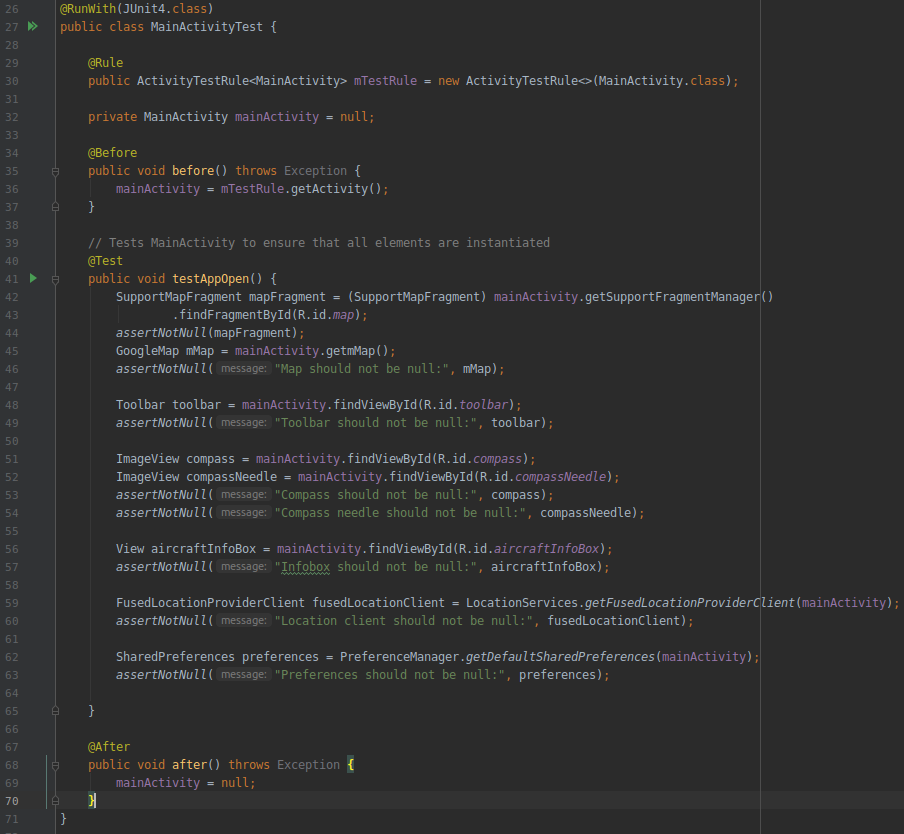 26 @RunWith(JUnit4.class)
27 public class MainActivityTest {
28
29 @Rule
30 public ActivityTestRule<MainActivity> mTestRule = new ActivityTestRule<>(MainActivity.class);
31
32 private MainActivity mainActivity = null;
33
34 @Before
35 public void before() throws Exception {
36 mainActivity = mTestRule.getActivity();
37 }
38
39 // Tests MainActivity to ensure that all elements are instantiated
40 @Test
41 public void testAppOpen() {
42 SupportMapFragment mapFragment = (SupportMapFragment) mainActivity.getSupportFragmentManager()
43 .findFragmentById(R.id.map);
44 assertNotNull(mapFragment);
45 GoogleMap mMap = mainActivity.getmMap();
46 assertNotNull( message: "Map should not be null:", mMap);
47
48 Toolbar toolbar = mainActivity.findViewById(R.id.toolbar);
49 assertNotNull( message: "Toolbar should not be null:", toolbar);
50
51 ImageView compass = mainActivity.findViewById(R.id.compass);
52 ImageView compassNeedle = mainActivity.findViewById(R.id.compassNeedle);
53 assertNotNull( message: "Compass should not be null:", compass);
54 assertNotNull( message: "Compass needle should not be null:", compassNeedle);
55
56 View aircraftInfoBox = mainActivity.findViewById(R.id.aircraftInfoBox);
57 assertNotNull( message: "Infobox should not be null:", aircraftInfoBox);
58
59 FusedLocationProviderClient fusedLocationClient = LocationServices.getFusedLocationProviderClient(mainActivity);
60 assertNotNull( message: "Location client should not be null:", fusedLocationClient);
61
62 SharedPreferences preferences = PreferenceManager.getDefaultSharedPreferences(mainActivity);
63 assertNotNull( message: "Preferences should not be null:", preferences);
64
65 }
66
67 @After
68 public void after() throws Exception {
69 mainActivity = null;
70 }
71 }